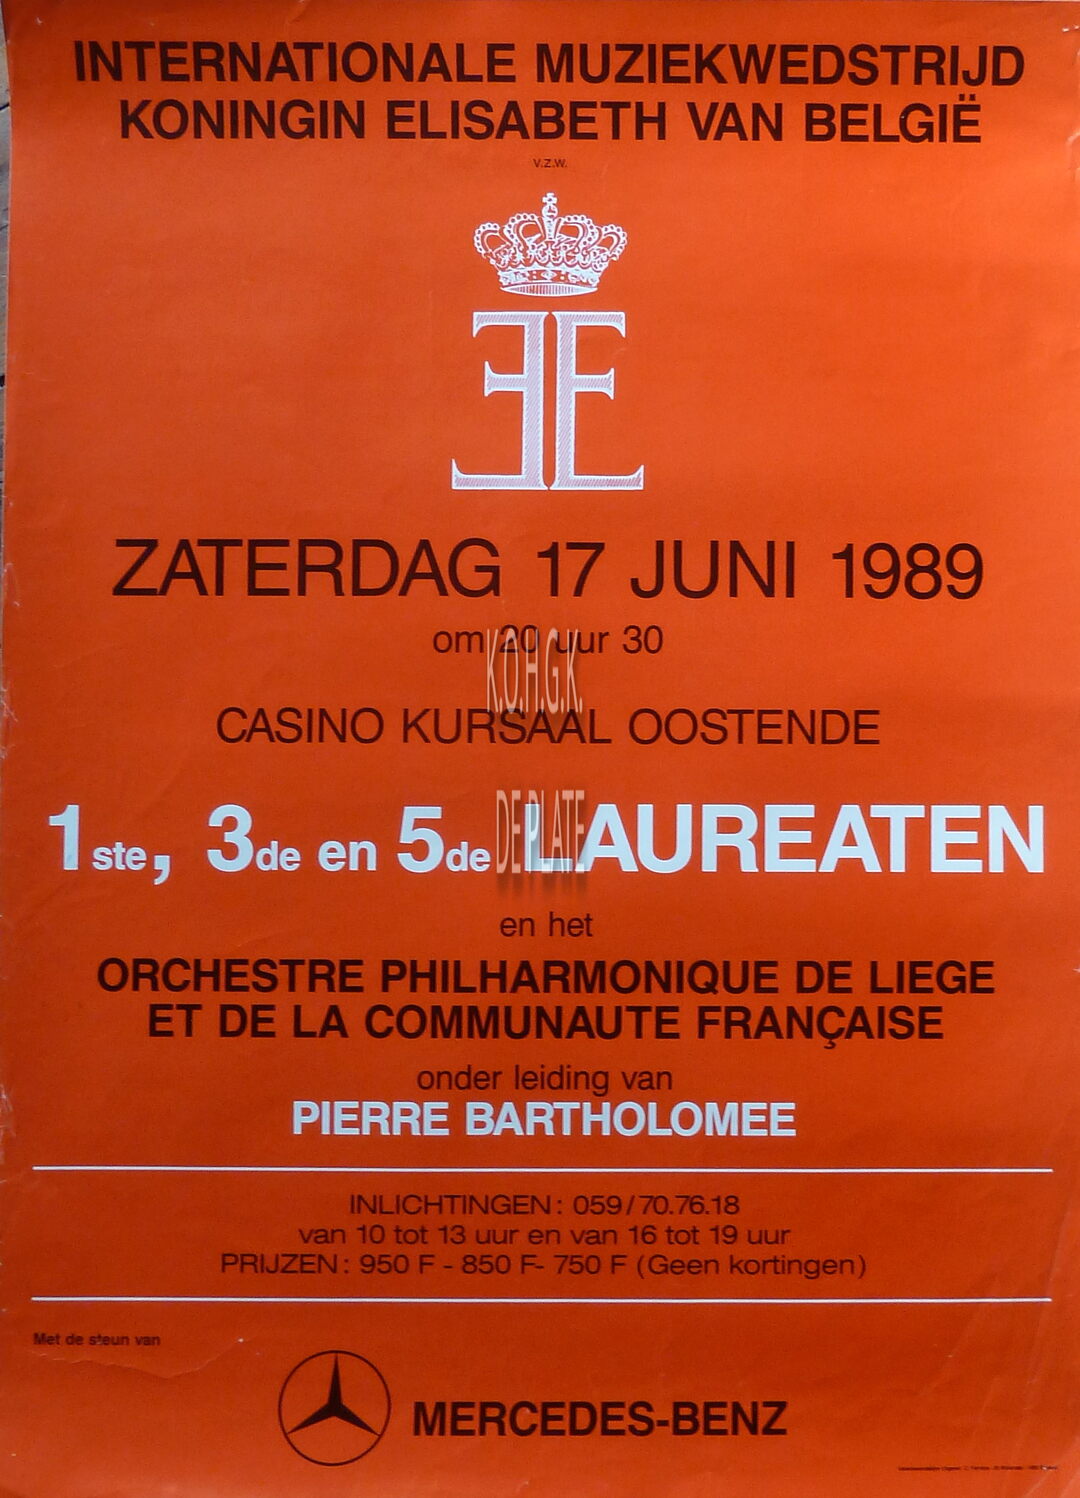 INTERNATIONALE MUZIEKWEDSTRIJD
KONINGIN ELISABETH VAN BELGIË
V.Z.W.
EE
ZATERDAG 17 JUNI 1989
om 20 uur 30
K.O.H.G.K.
CASINO KURSAAL OOSTENDE
1ste, 3de en 5de LAUREATEN
DE PLATE
en het
ORCHESTRE PHILHARMONIQUE DE LIEGE
ET DE LA COMMUNAUTE FRANÇAISE
onder leiding van
PIERRE BARTHOLOMEE
INLICHTINGEN : 059/70.76.18
van 10 tot 13 uur en van 16 tot 19 uur
PRIJZEN : 950 F - 850 F- 750 F (Geen kortingen)
Met de steun van
MERCEDES-BENZ